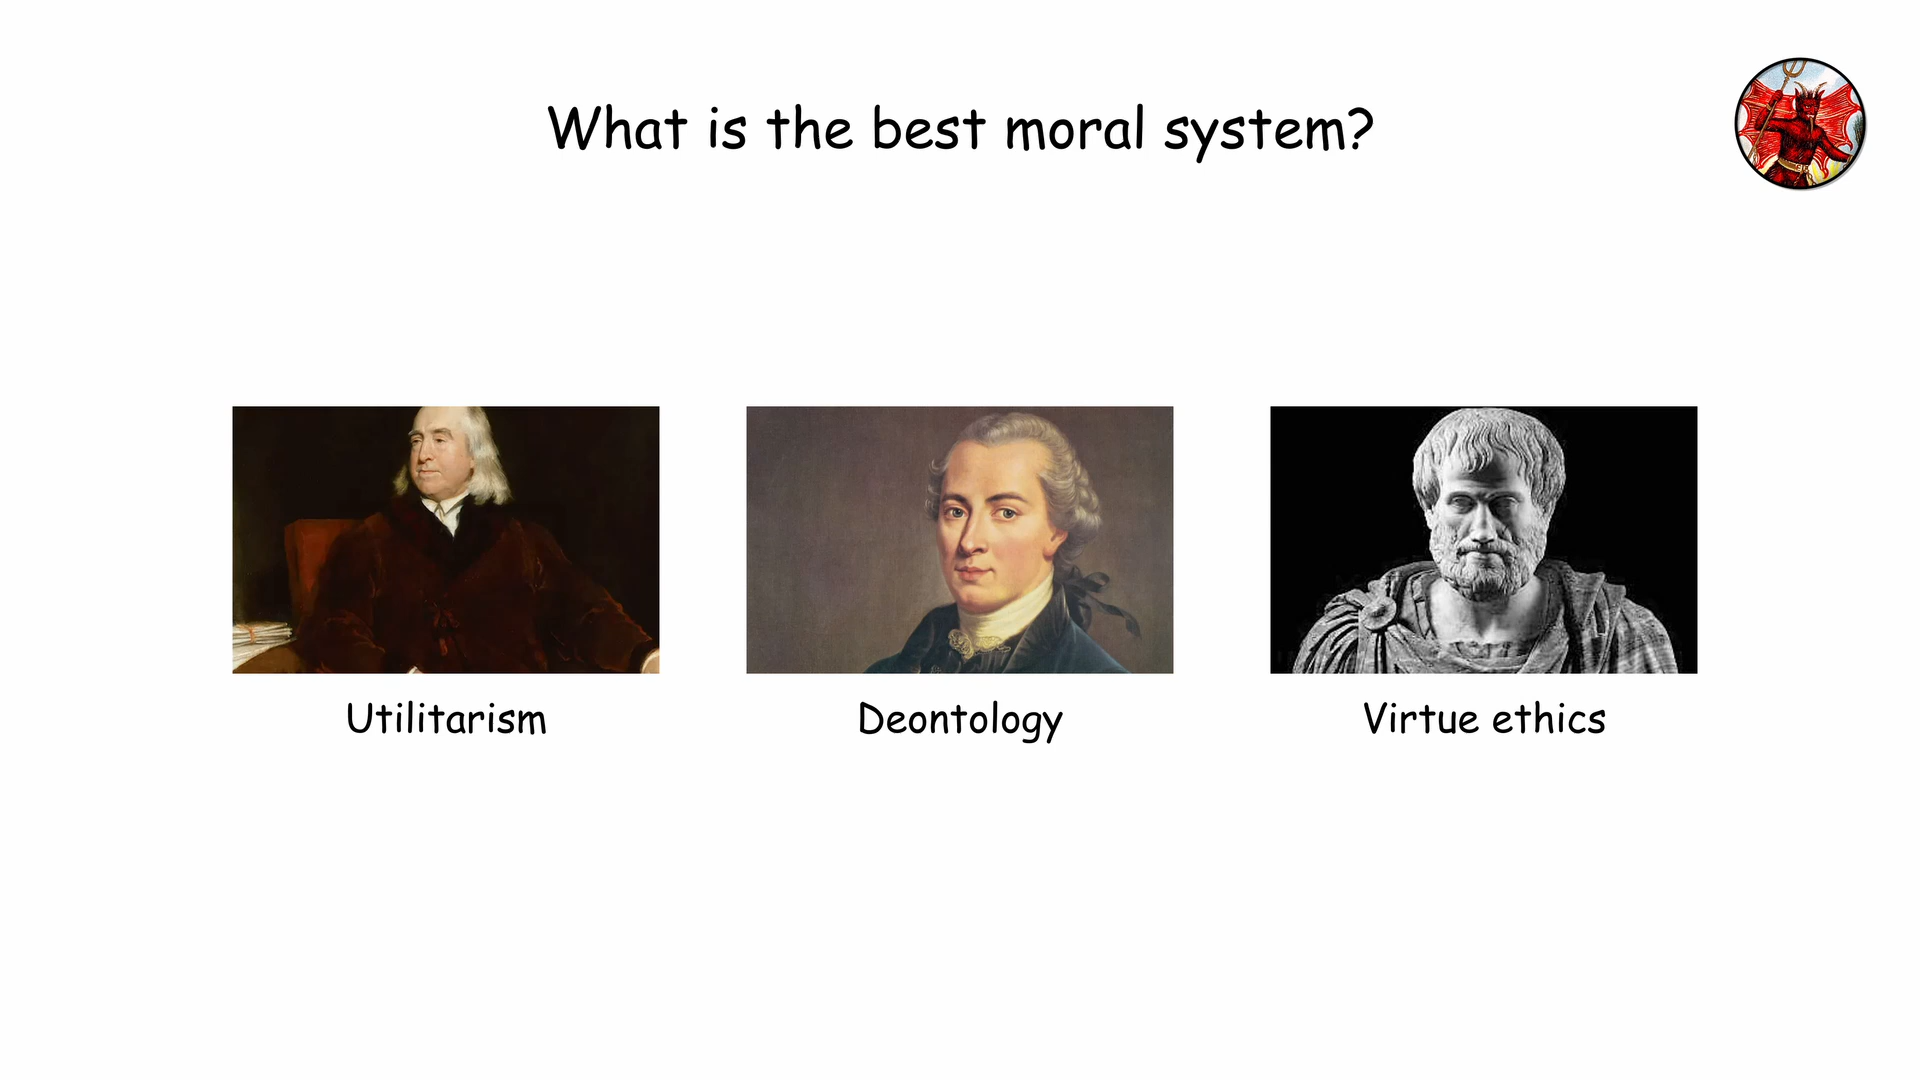 What is the best moral system?
Utilitarism
Deontology
Virtue ethics